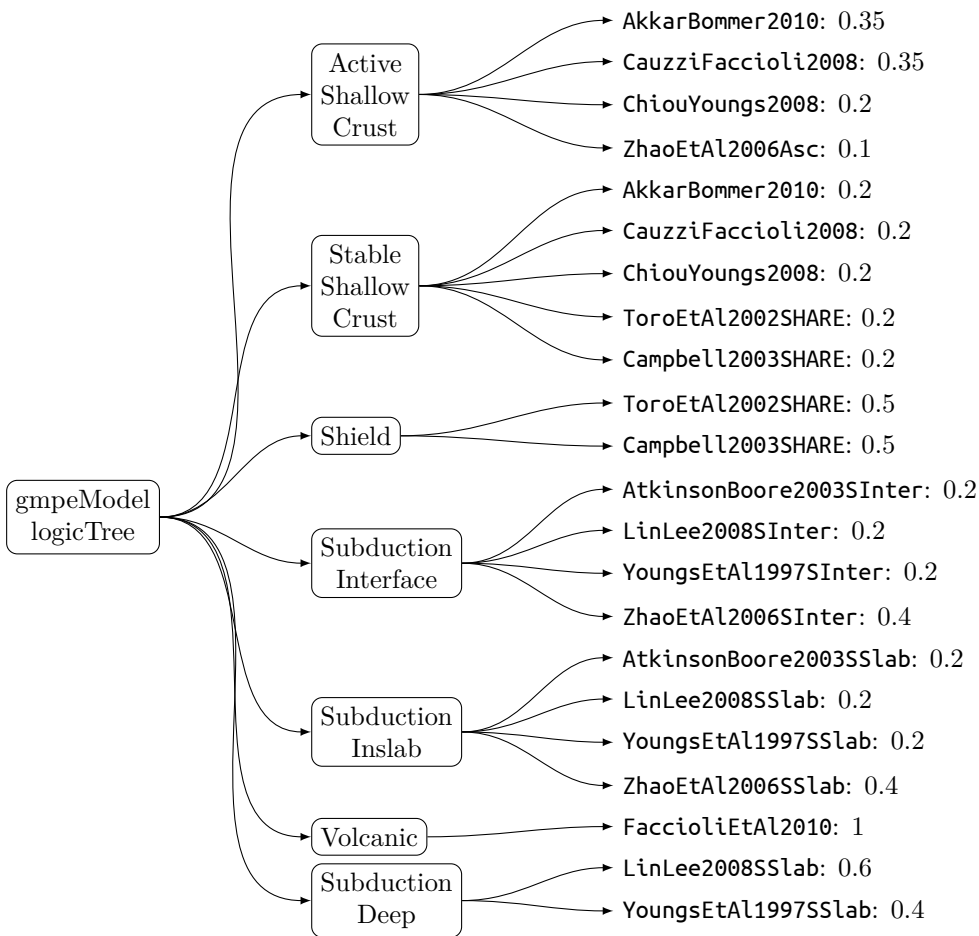 gmpeModel
logicTree
Active
Shallow
Crust
AkkarBommer2010: 0.35
CauzziFaccioli2008: 0.35
ChiouYoungs2008: 0.2
ZhaoEtAl2006Asc: 0.1
Stable
Shallow
Crust
AkkarBommer2010: 0.2
CauzziFaccioli2008: 0.2
ChiouYoungs2008: 0.2
ToroEtAl2002SHARE: 0.2
Campbell2003SHARE: 0.2
Shield
ToroEtAl2002SHARE: 0.5
Campbell2003SHARE: 0.5
Subduction
Interface
AtkinsonBoore2003SInter: 0.2
LinLee2008SInter: 0.2
YoungsEtAl1997SInter: 0.2
ZhaoEtAl2006SInter: 0.4
Subduction
Inslab
AtkinsonBoore2003SSlab: 0.2
LinLee2008SSlab: 0.2
YoungsEtAl1997SSlab: 0.2
ZhaoEtAl2006SSlab: 0.4
Volcanic
FaccioliEtAl2010: 1
Subduction
Deep
LinLee2008SSlab: 0.6
YoungsEtAl1997SSlab: 0.4